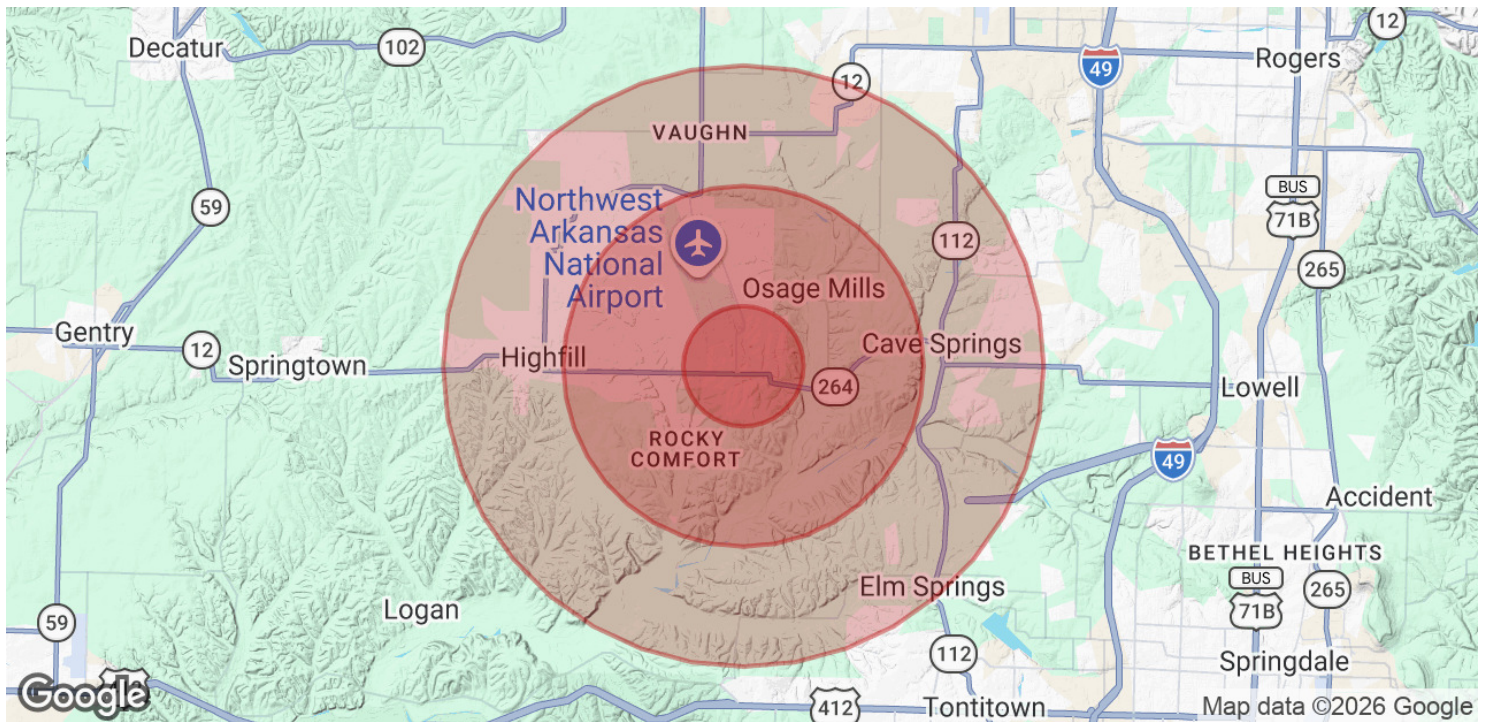 Decatur
102
12
49
Rogers
12
VAUGHN
59
Northwest
Arkansas
National
Airport
BUS
71B
112
265
Osage Mills
Gentry
12
Springtown
Highfill
Cave Springs
264
Lowell
ROCKY
COMFORT
49
Accident
BETHEL HEIGHTS
Elm Springs
BUS
71B
265
Logan
59
112
Springdale
Google
412
Tontitown
Map data ©2026 Google